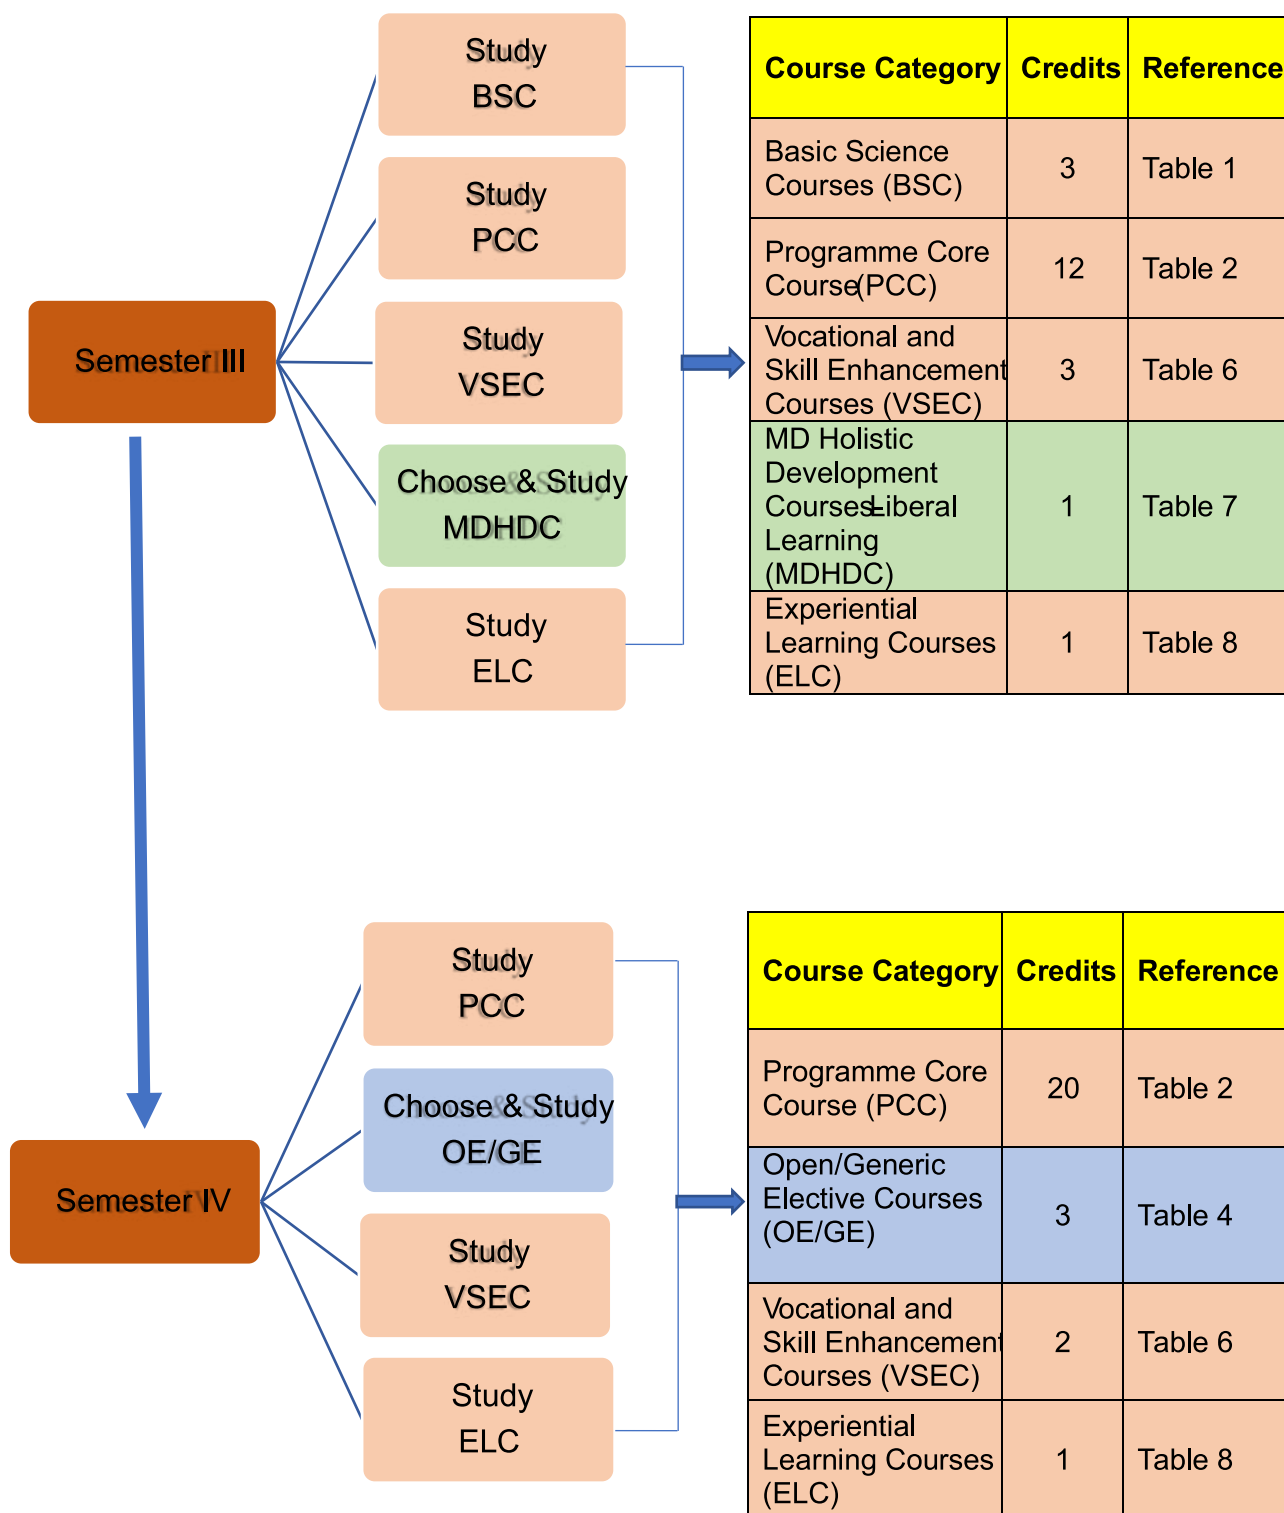 Semester III
Study
BSC
Study
PCC
Study
VSEC
Choose & Study
MDHDC
Study
ELC
Course Category Credits Reference
Basic Science
Courses (BSC)
3
Table 1
Programme Core
Course(PCC)
12
Table 2
Vocational and
Skill Enhancement
Courses (VSEC)
3
Table 6
MD Holistic
Development
Courses-Liberal
Learning
(MDHDC)
1
Table 7
Experiential
Learning Courses
(ELC)
1
Table 8
Semester IV
Study
PCC
Choose & Study
OE/GE
Study
VSEC
Study
ELC
Course Category Credits Reference
Programme Core
Course (PCC)
20
Table 2
Open/Generic
Elective Courses
(OE/GE)
3
Table 4
Vocational and
Skill Enhancement
Courses (VSEC)
2
Table 6
Experiential
Learning Courses
(ELC)
1
Table 8